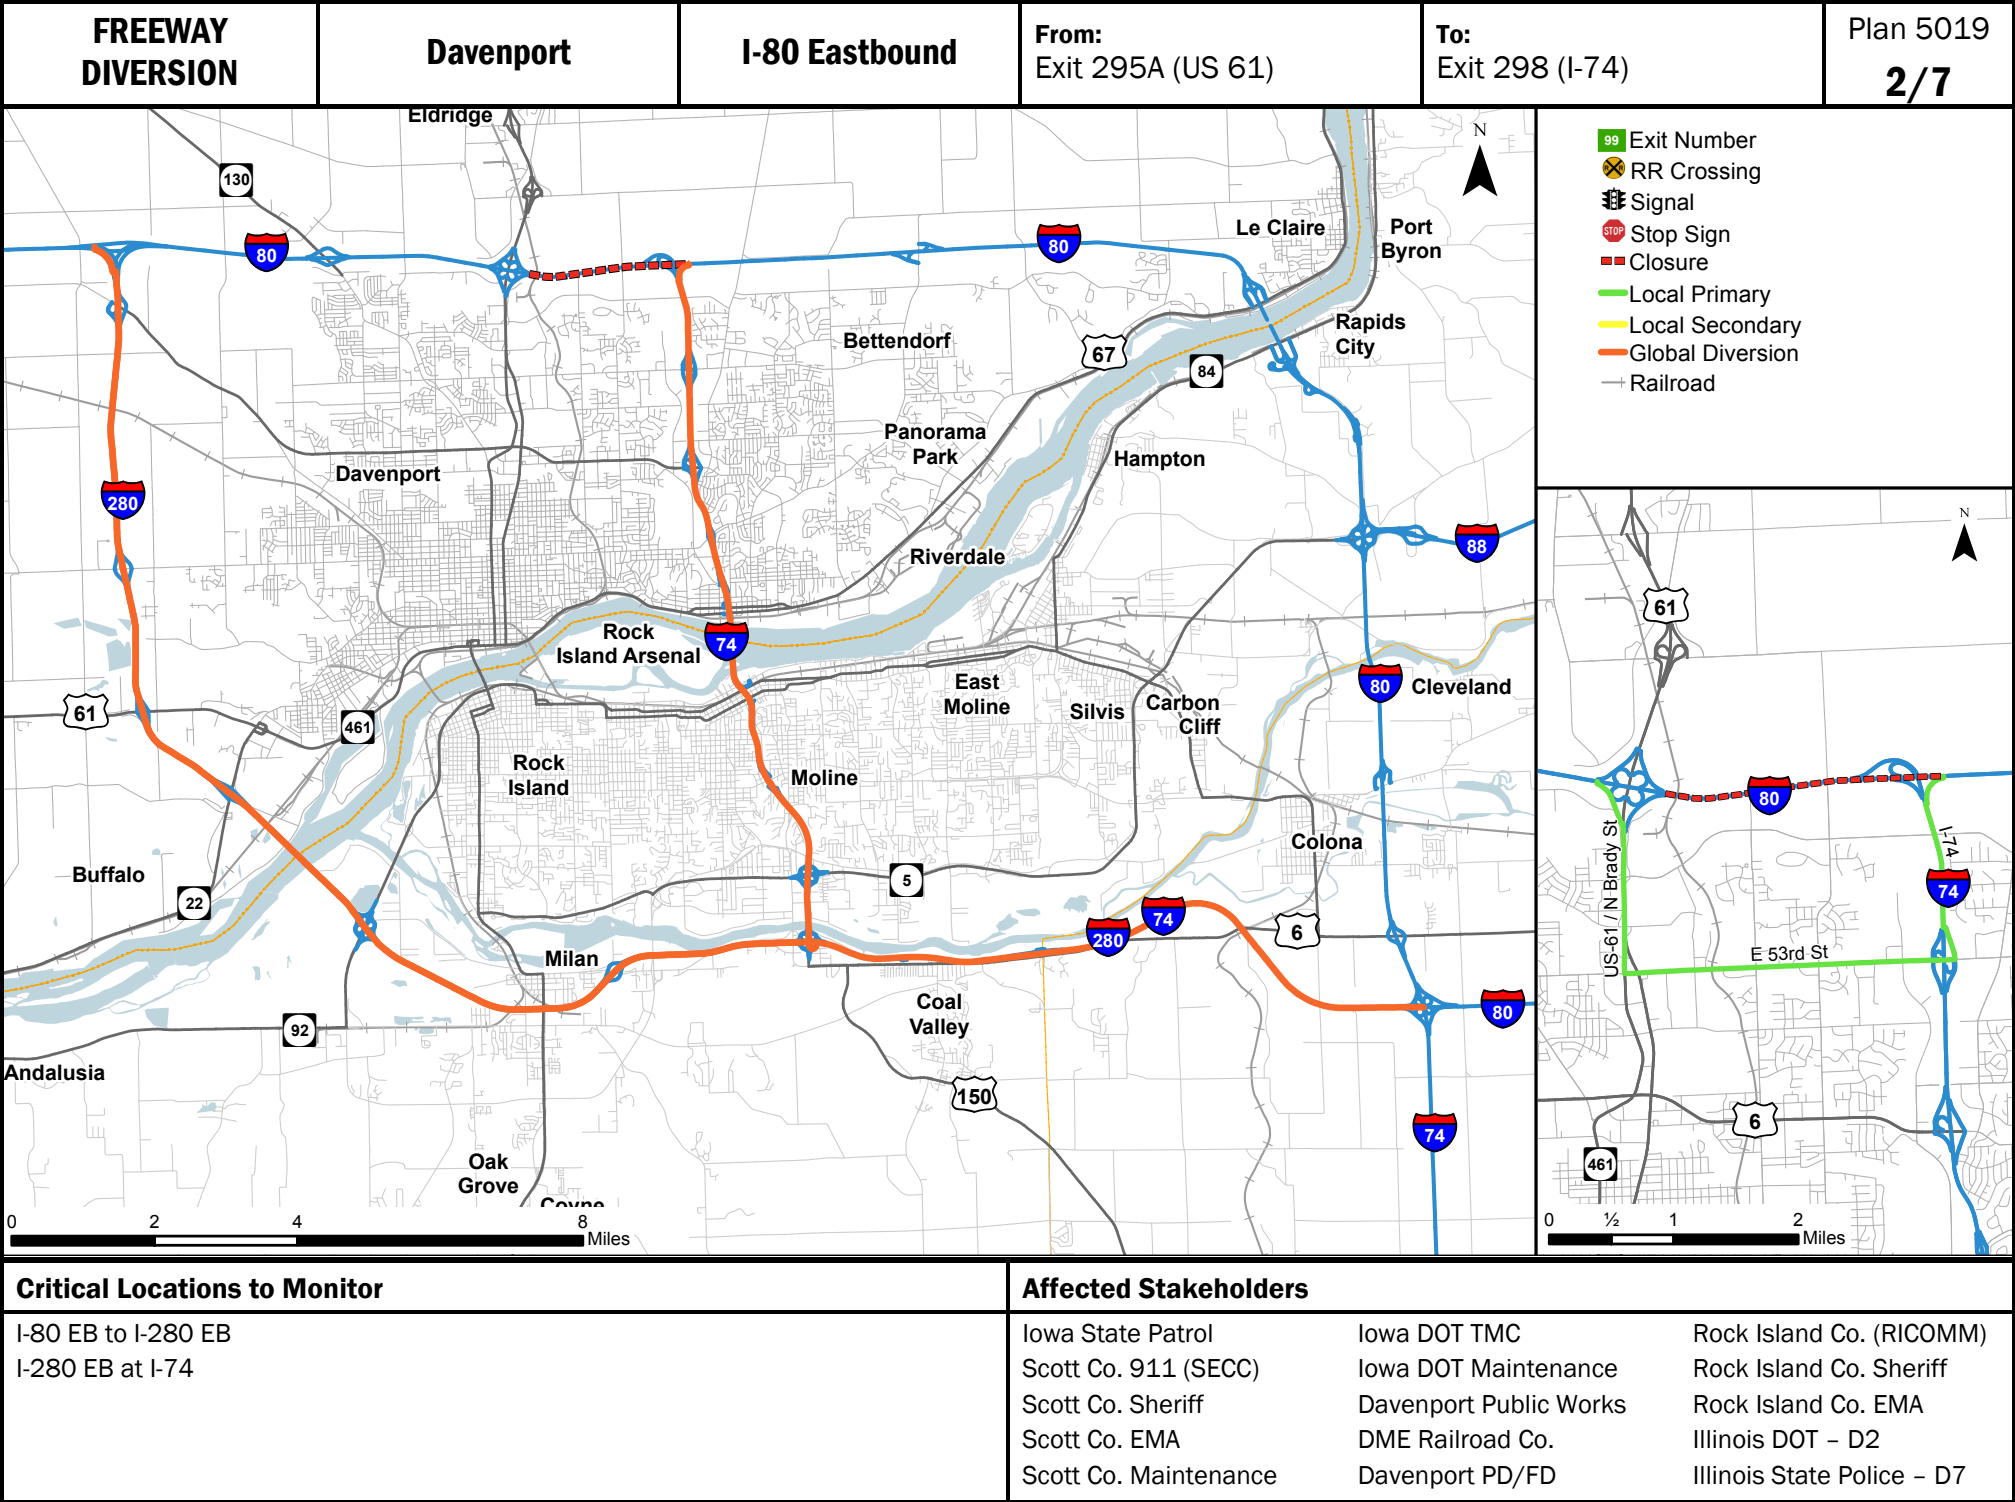 FREEWAY
DIVERSION
Davenport
I-80 Eastbound
From:
Exit 295A (US 61)
To:
Exit 298 (I-74)
Plan 5019
2/7
Eldridge
130
80
80
N
Le Claire
Port
Byron
67
84
Rapids
City
Bettendorf
Panorama
Park
Hampton
Davenport
280
88
Riverdale
Rock
Island Arsenal
74
61
461
East
Moline
Silvis
Carbon
Cliff
80
Cleveland
Rock
Island
Moline
Colona
Buffalo
22
5
74
280
6
Milan
92
Coal
Valley
80
Andalusia
150
74
Oak
Grove
Coyne
0 2 4 8
Miles
99 Exit Number
RR Crossing
Signal
STOP Stop Sign
Closure
Local Primary
Local Secondary
Global Diversion
Railroad
N
61
80
US-61 / N Brady St
I-74
74
E 53rd St
6
461
0 ½ 1 2
Miles
Critical Locations to Monitor
I-80 EB to I-280 EB
I-280 EB at I-74
Affected Stakeholders
Iowa State Patrol
Scott Co. 911 (SECC)
Scott Co. Sheriff
Scott Co. EMA
Scott Co. Maintenance
Iowa DOT TMC
Iowa DOT Maintenance
Davenport Public Works
DME Railroad Co.
Davenport PD/FD
Rock Island Co. (RICOMM)
Rock Island Co. Sheriff
Rock Island Co. EMA
Illinois DOT – D2
Illinois State Police – D7